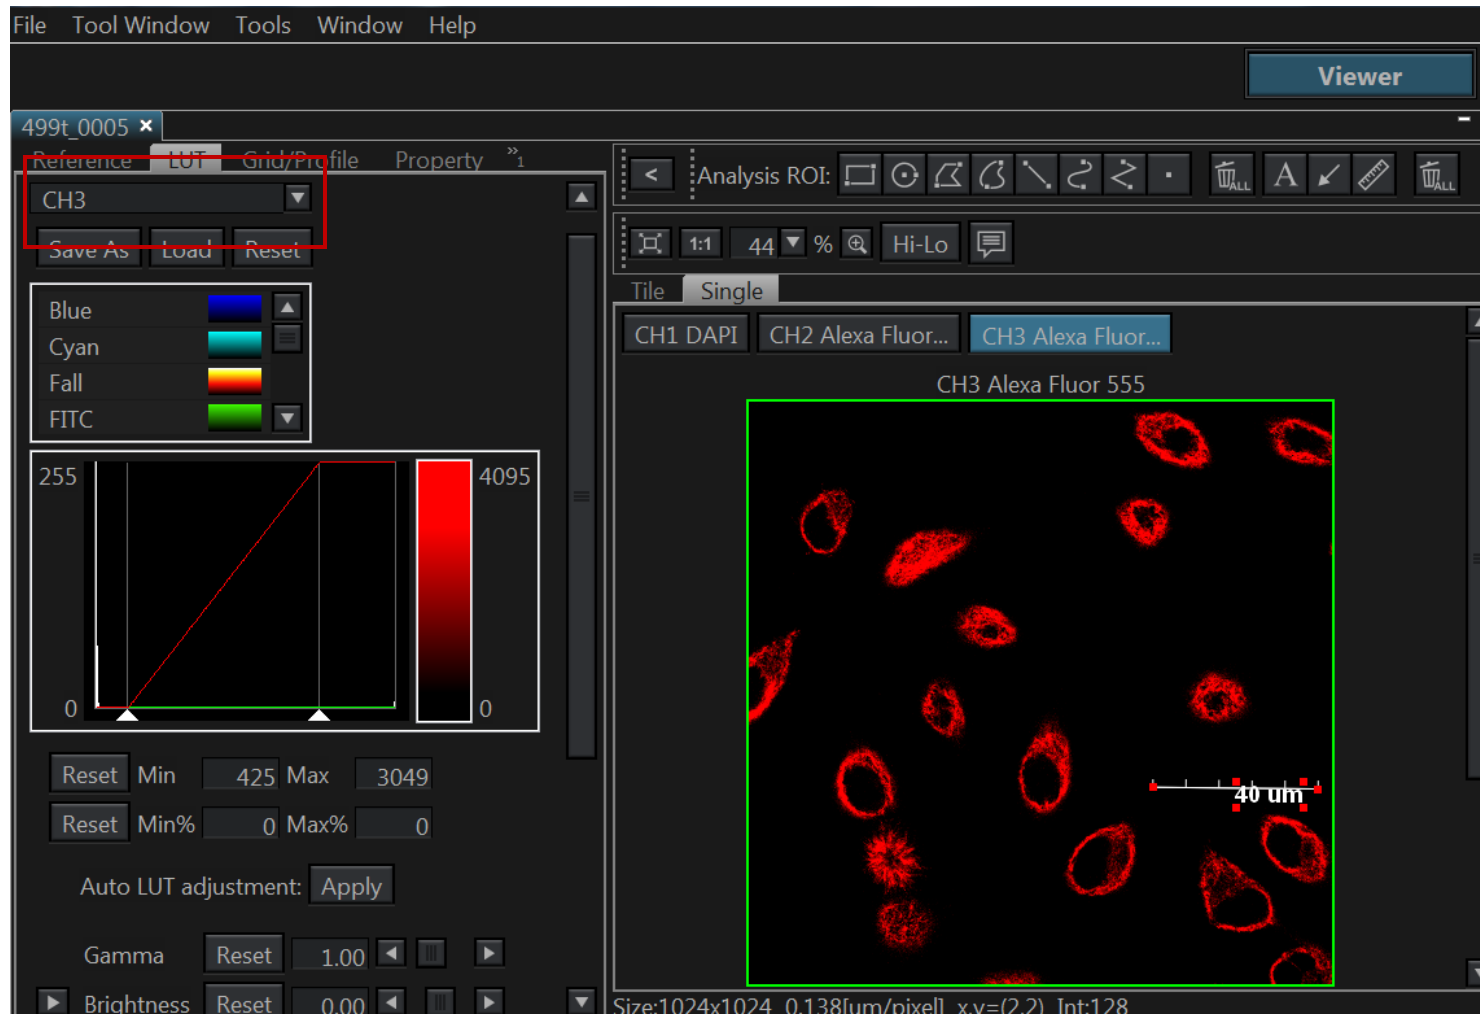 File Tool Window Tools Window Help
Viewer
499t_0005 ×
Reference LUT Grid/Profile Property »1
CH3
Save As Load Reset
Blue
Cyan
Fall
FITC
255 4095
0 0
Reset Min 425 Max 3049
Reset Min% 0 Max% 0
Auto LUT adjustment: Apply
Gamma Reset 1.00
Brightness Reset 0.00
< Analysis ROI: ALL A ALL
1:1 44 % Hi-Lo
Tile Single
CH1 DAPI CH2 Alexa Fluor... CH3 Alexa Fluor...
CH3 Alexa Fluor 555
40 um
Size:1024x1024 0.138[um/pixel] x,y=(2,2) Int:128